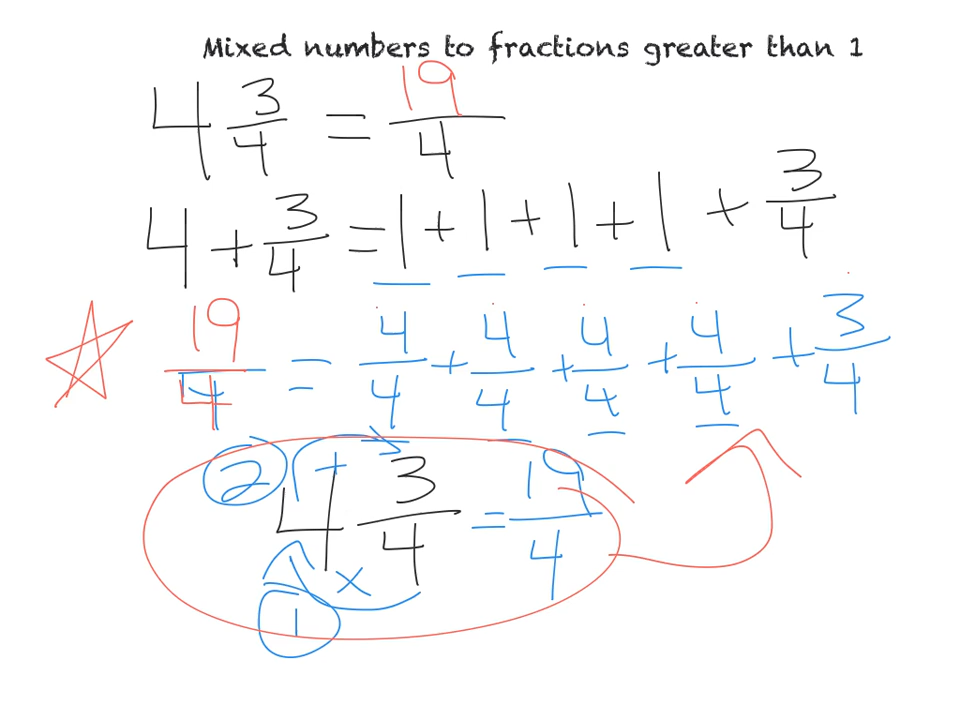 Mixed numbers to fractions greater than 1
4 3/4 = 19/4
4 + 3/4 = 1 + 1 + 1 + 1 + 3/4
19/4 = 4/4 + 4/4 + 4/4 + 4/4 + 3/4
2 +
4 3/4 = 19/4
x
1